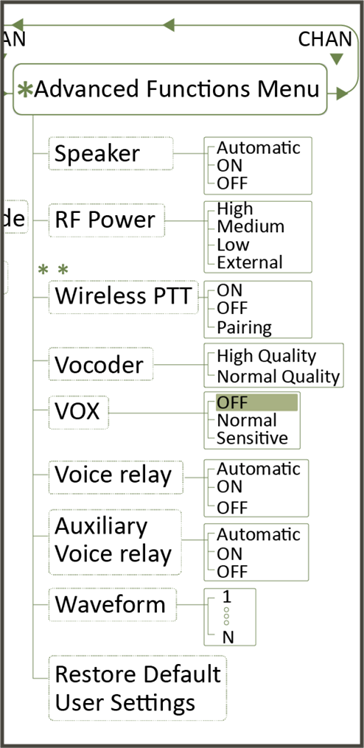 AN
CHAN
*Advanced Functions Menu
Speaker
Automatic
ON
OFF
de
RF Power
High
Medium
Low
External
* *
Wireless PTT
ON
OFF
Pairing
Vocoder
High Quality
Normal Quality
VOX
OFF
Normal
Sensitive
Voice relay
Automatic
ON
OFF
Auxiliary
Voice relay
Automatic
ON
OFF
Waveform
1
N
Restore Default
User Settings